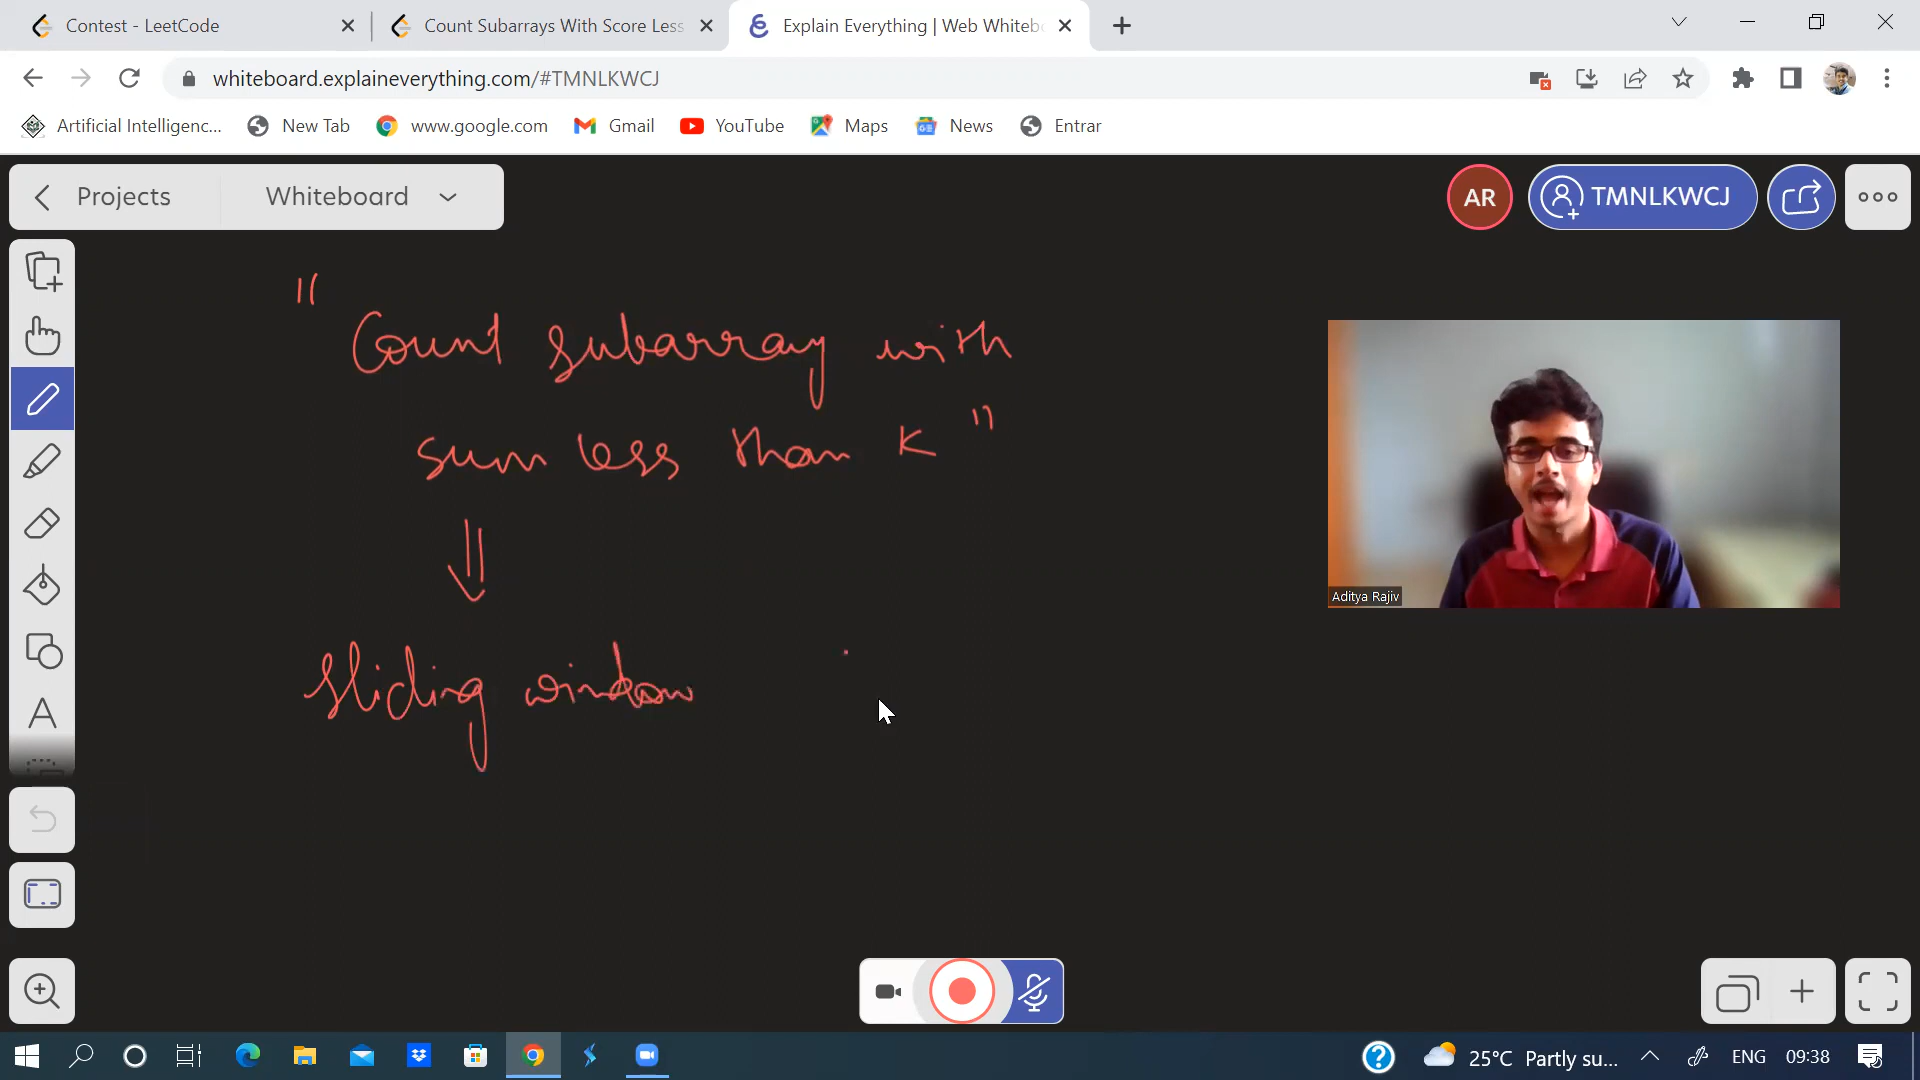 Contest - LeetCode
Count Subarrays With Score Less
Explain Everything | Web Whiteb
whiteboard.explaineverything.com/#TMNLKWCJ
Artificial Intelligenc...
New Tab
www.google.com
Gmail
YouTube
Maps
News
Entrar
Projects
Whiteboard
AR
TMNLKWCJ
"Count subarray with
sum less than K"
Sliding window
Aditya Rajiv
A
25°C Partly su...
ENG
09:38